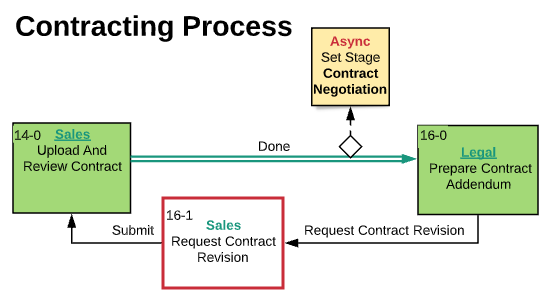 Contracting Process
Async
Set Stage
Contract
Negotiation
14-0 Sales
Upload And
Review Contract
Done
16-0
Legal
Prepare Contract
Addendum
16-1
Sales
Request Contract
Revision
Submit
Request Contract Revision